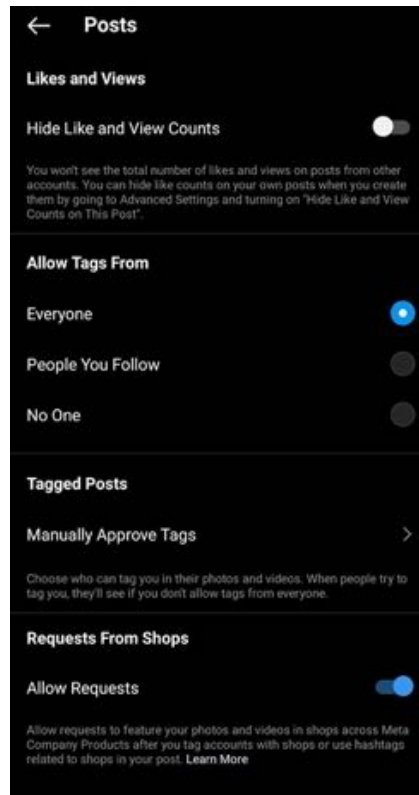 Posts
Likes and Views
Hide Like and View Counts
You won't see the total number of likes and views on posts from other
accounts. You can hide like counts on your own posts when you create
them by going to Advanced Settings and turning on "Hide Like and View
Counts on This Post".
Allow Tags From
Everyone
People You Follow
No One
Tagged Posts
Manually Approve Tags
Choose who can tag you in their photos and videos. When people try to
tag you, they'll see if you don't allow tags from everyone.
Requests From Shops
Allow Requests
Allow requests to feature your photos and videos in shops across Meta
Company Products after you tag accounts with shops or use hashtags
related to shops in your post. Learn More